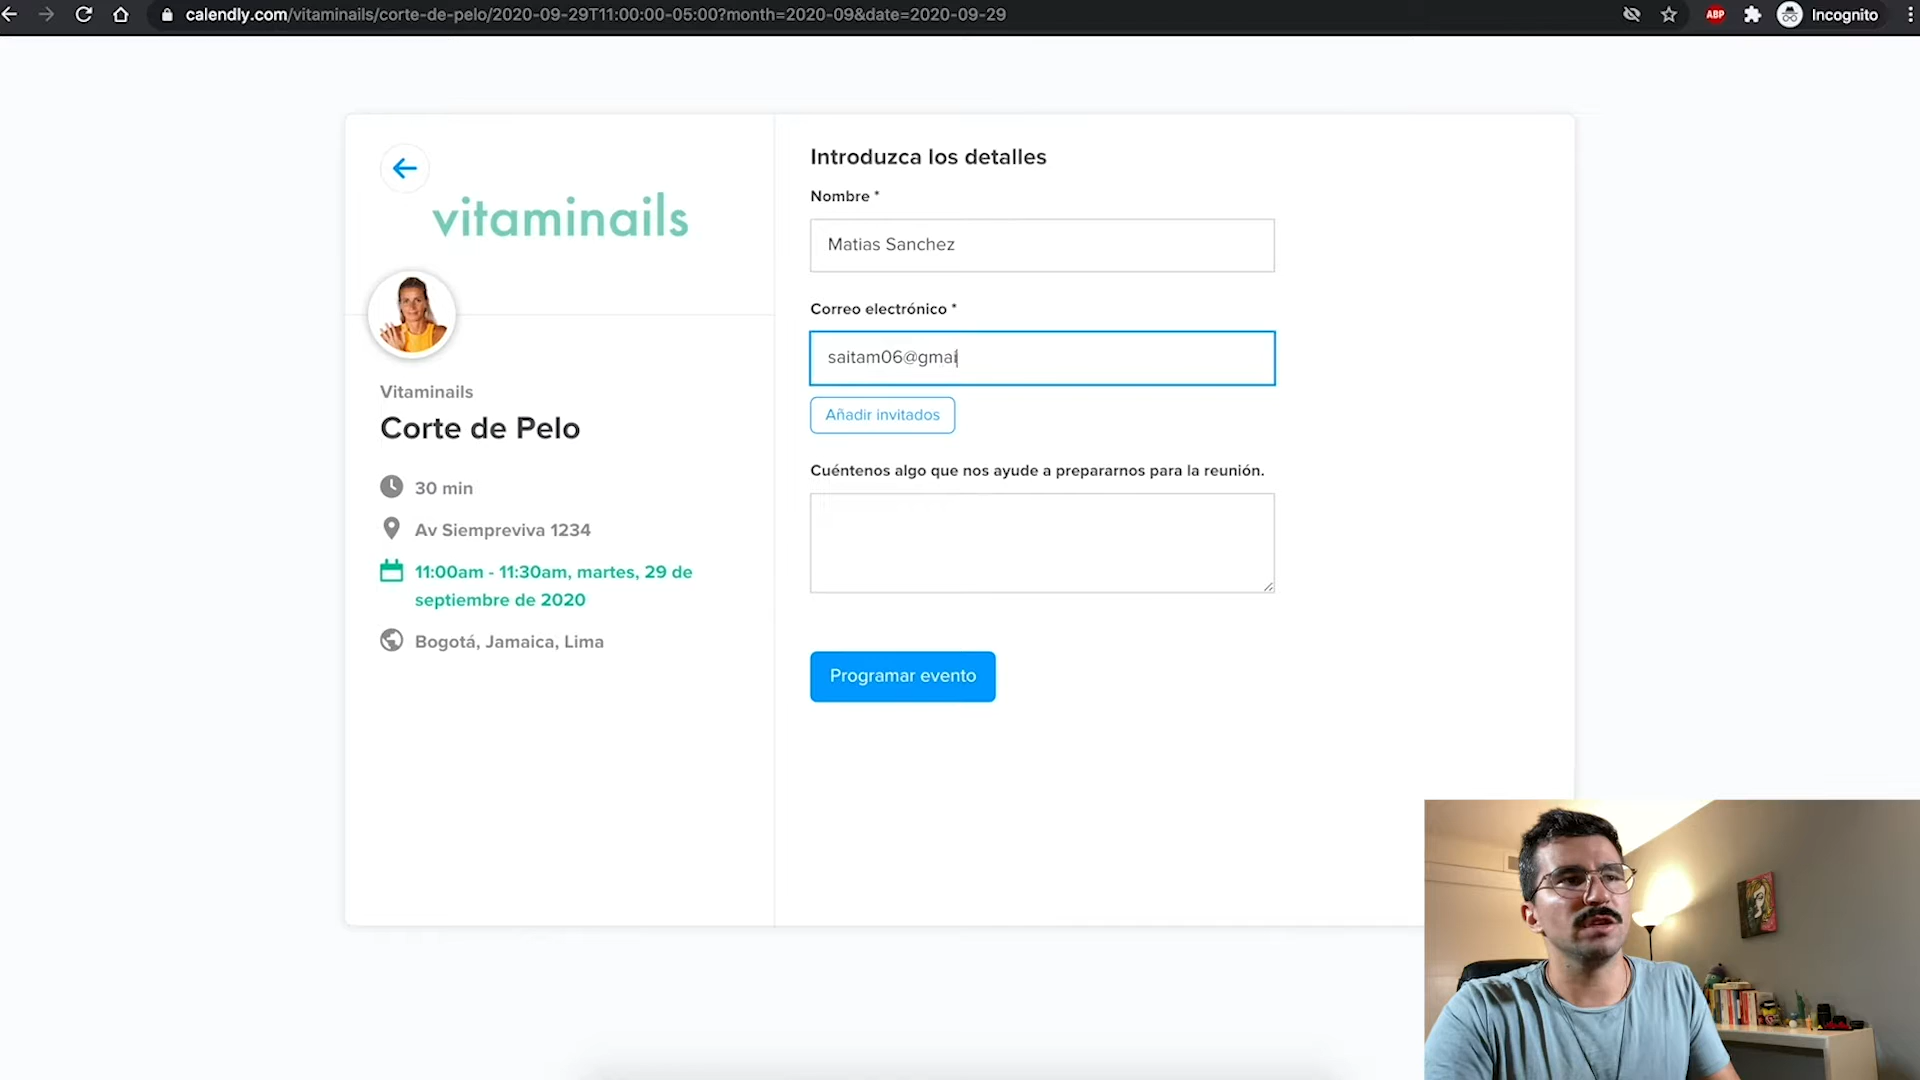 calendly.com/vitaminails/corte-de-pelo/2020-09-29T11:00:00-05:00?month=2020-09&date=2020-09-29
ABP
Incognito
vitaminails
Vitaminails
Corte de Pelo
30 min
Av Siempreviva 1234
11:00am - 11:30am, martes, 29 de
septiembre de 2020
Bogotá, Jamaica, Lima
Introduzca los detalles
Nombre *
Matias Sanchez
Correo electrónico *
saitam06@gmai
Añadir invitados
Cuéntenos algo que nos ayude a prepararnos para la reunión.
Programar evento